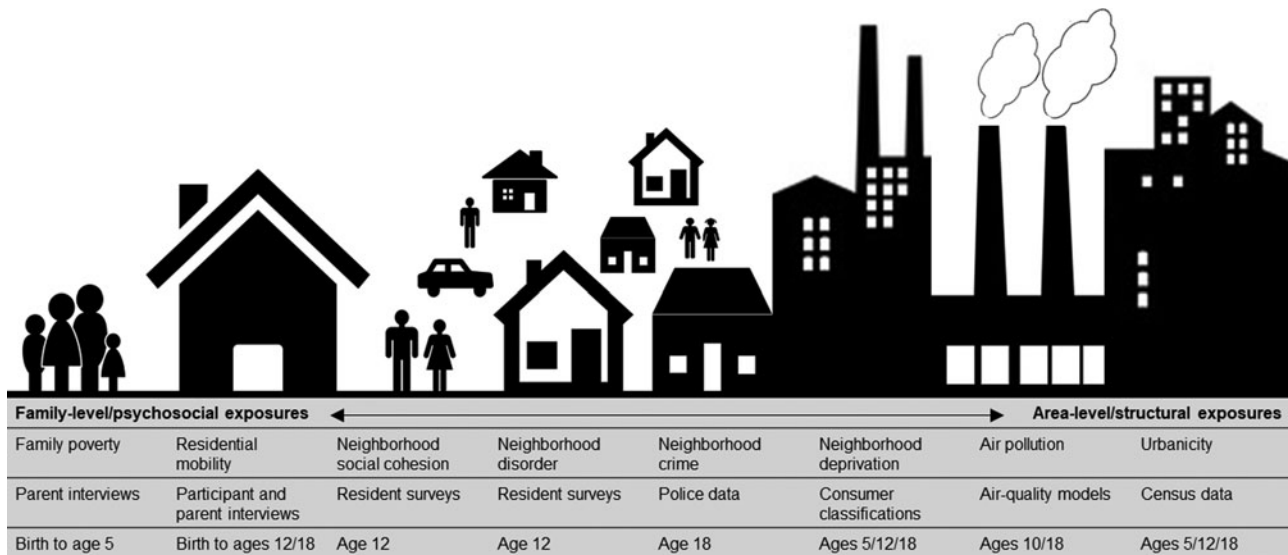 Family-level/psychosocial exposures Area-level/structural exposures
Family poverty Residential mobility Neighborhood social cohesion Neighborhood disorder Neighborhood crime Neighborhood deprivation Air pollution Urbanicity
Parent interviews Participant and parent interviews Resident surveys Resident surveys Police data Consumer classifications Air-quality models Census data
Birth to age 5 Birth to ages 12/18 Age 12 Age 12 Age 18 Ages 5/12/18 Ages 10/18 Ages 5/12/18